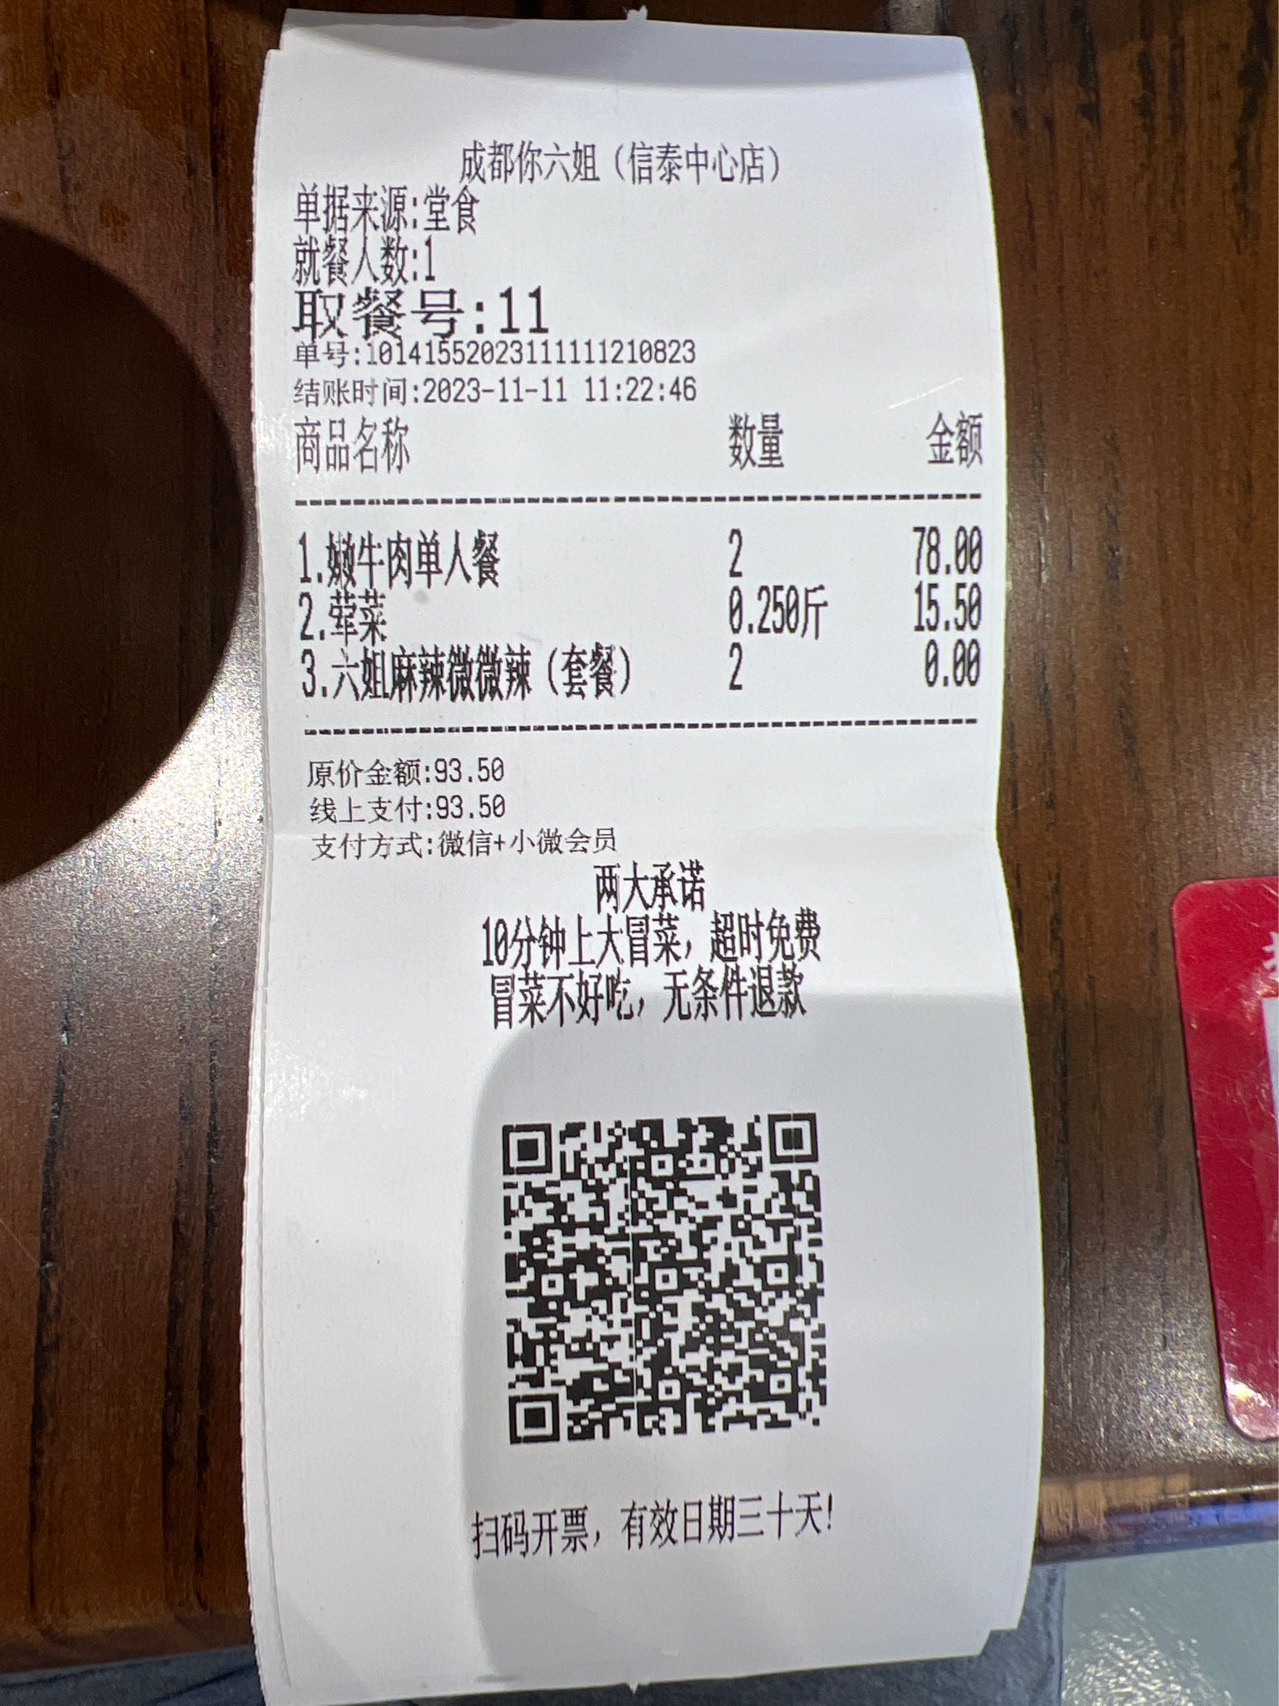 成都你六姐（信泰中心店）
单据来源:堂食
就餐人数:1
取餐号:11
单号:10141552023111111210823
结账时间:2023-11-11 11:22:46
商品名称 数量 金额
1.嫩牛肉单人餐 2 78.00
2.荤菜 0.250斤 15.50
3.六姐麻辣微微辣（套餐） 2 0.00
原价金额:93.50
线上支付:93.50
支付方式:微信+小微会员
两大承诺
10分钟上大冒菜，超时免费
冒菜不好吃，无条件退款
扫码开票，有效日期三十天!